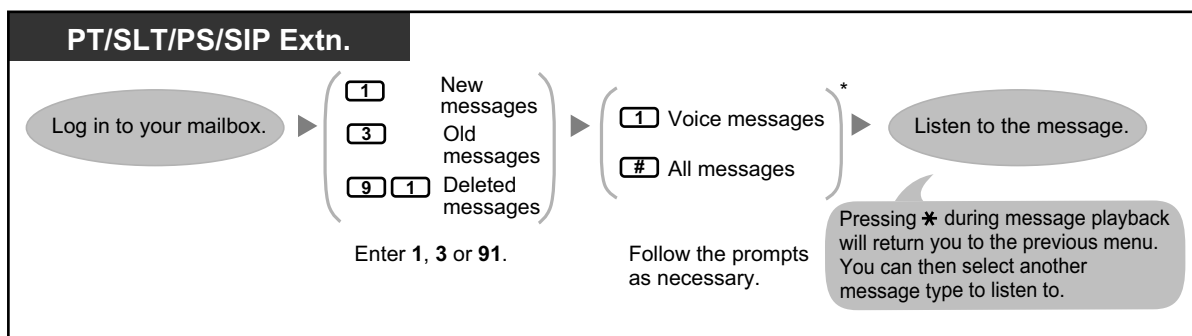 PT/SLT/PS/SIP Extn.
Log in to your mailbox.
1 New
messages
3 Old
messages
9 1 Deleted
messages
Enter 1, 3 or 91.
*
1 Voice messages
# All messages
Follow the prompts
as necessary.
Listen to the message.
Pressing * during message playback
will return you to the previous menu.
You can then select another
message type to listen to.